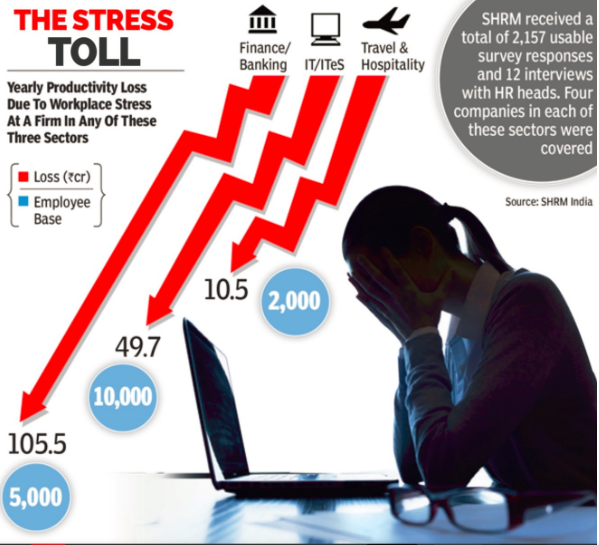 THE STRESS
TOLL
Yearly Productivity Loss
Due To Workplace Stress
At A Firm In Any Of These
Three Sectors
Loss (₹cr)
Employee
Base
Finance/
Banking
IT/ITeS
Travel &
Hospitality
SHRM received a
total of 2,157 usable
survey responses
and 12 interviews
with HR heads. Four
companies in each of
these sectors were
covered
Source: SHRM India
10.5
2,000
49.7
10,000
105.5
5,000